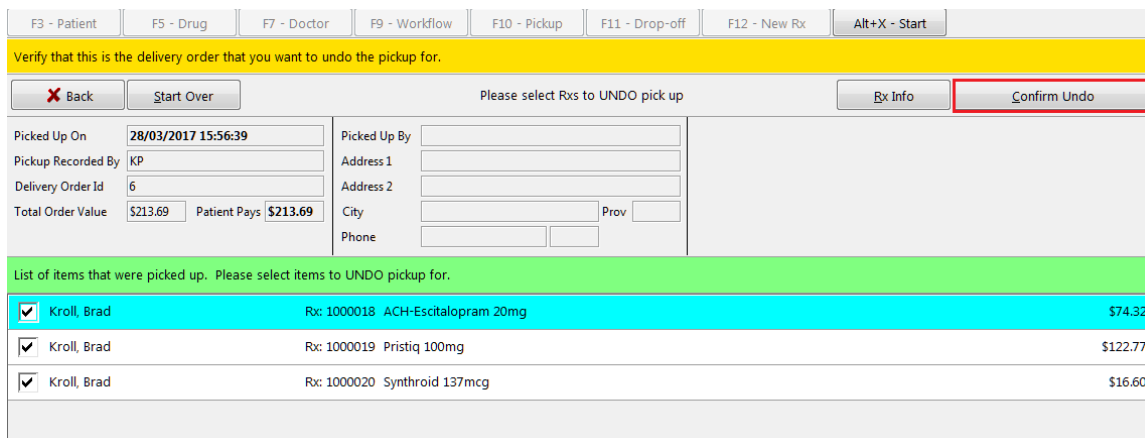 F3 - Patient F5 - Drug F7 - Doctor F9 - Workflow F10 - Pickup F11 - Drop-off F12 - New Rx Alt+X - Start
Verify that this is the delivery order that you want to undo the pickup for.
Back Start Over Please select Rxs to UNDO pick up Rx Info Confirm Undo
Picked Up On 28/03/2017 15:56:39 Picked Up By
Pickup Recorded By KP Address 1
Delivery Order Id 6 Address 2
Total Order Value $213.69 Patient Pays $213.69 City Prov
Phone
List of items that were picked up. Please select items to UNDO pickup for.
Kroll, Brad Rx: 1000018 ACH-Escitalopram 20mg $74.32
Kroll, Brad Rx: 1000019 Pristiq 100mg $122.77
Kroll, Brad Rx: 1000020 Synthroid 137mcg $16.60